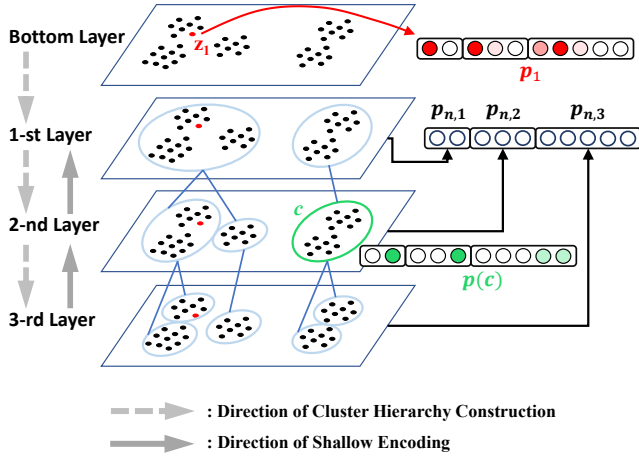 Bottom Layer
z₁
p₁
1-st Layer
pₙ,₁ pₙ,₂ pₙ,₃
2-nd Layer
c
p(c)
3-rd Layer
: Direction of Cluster Hierarchy Construction
: Direction of Shallow Encoding